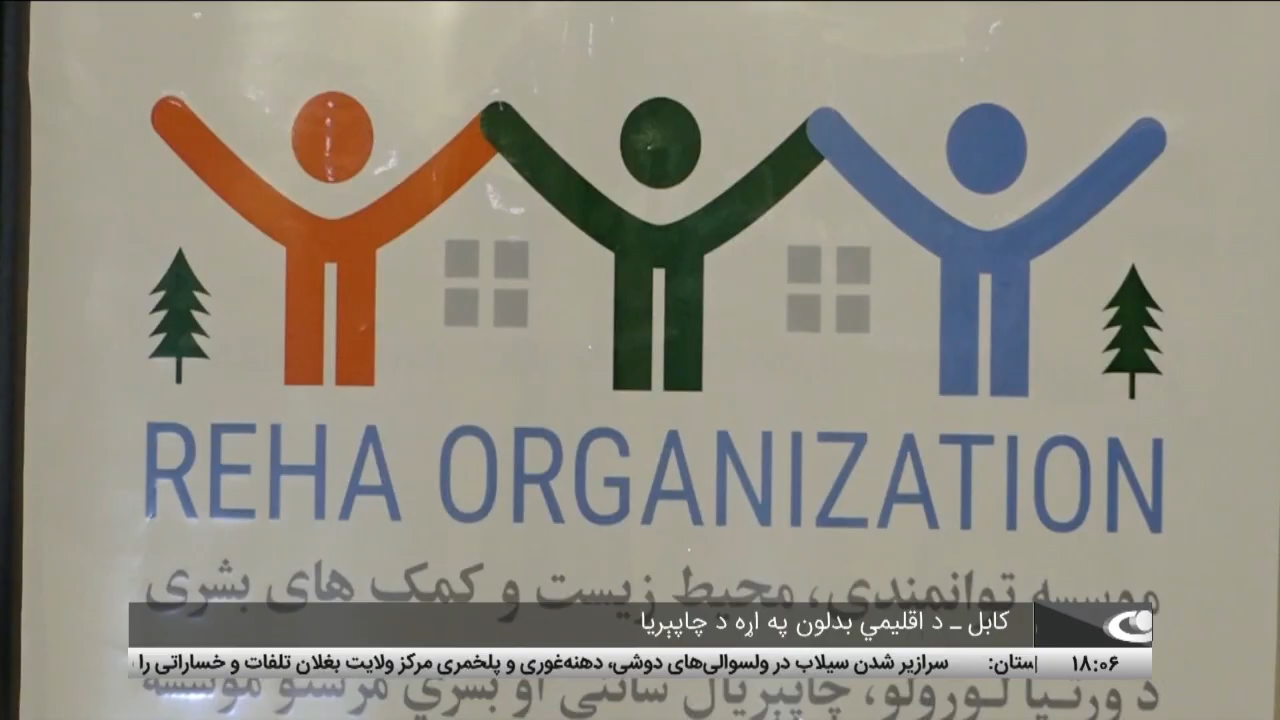 REHA ORGANIZATION
موسسه توانمندی، محیط زیست و کمک های بشری
کابل ـ د اقلیمي بدلون په اړه د چاپېریا
۱۸:۰۶
ستان: سرازیر شدن سیلاب در ولسوالی‌های دوشی، دهنه‌غوری و پلخمری مرکز ولایت بغلان تلفات و خساراتی را
د ورتیا لورولو، چاپېریال ساتنې او بشري مرستو موسسه